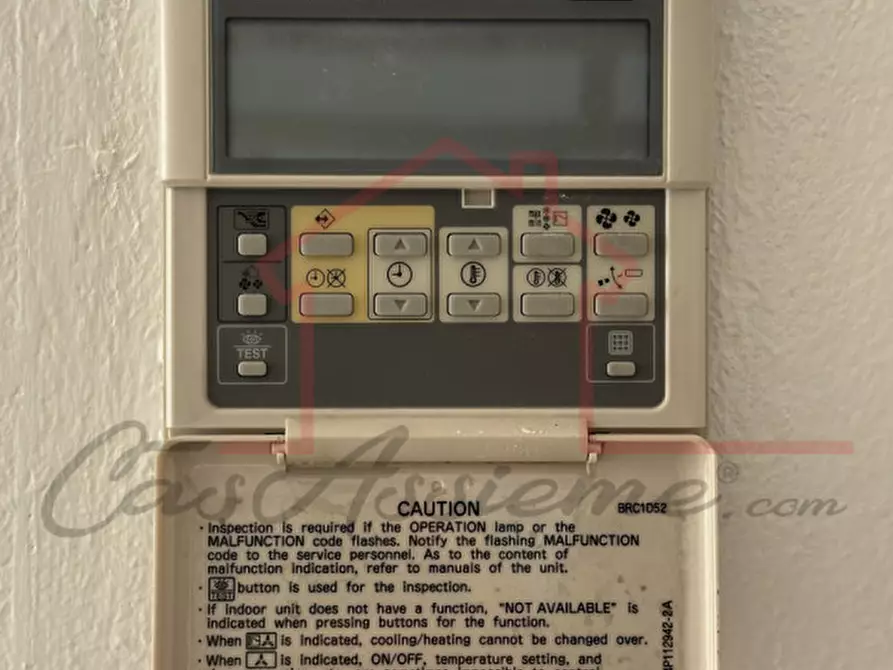 TEST
CasAssieme®.com
CAUTION
BRC1D52
· Inspection is required if the OPERATION lamp or the
MALFUNCTION code flashes. Notify the flashing MALFUNCTION
code to the service personnel. As to the content of
malfunction indication, refer to manuals of the unit.
· TEST button is used for the inspection.
· If indoor unit does not have a function, "NOT AVAILABLE" is
indicated when pressing buttons for the function.
· When is indicated, cooling/heating cannot be changed over.
· When is indicated, ON/OFF, temperature setting, and
P112942-2A